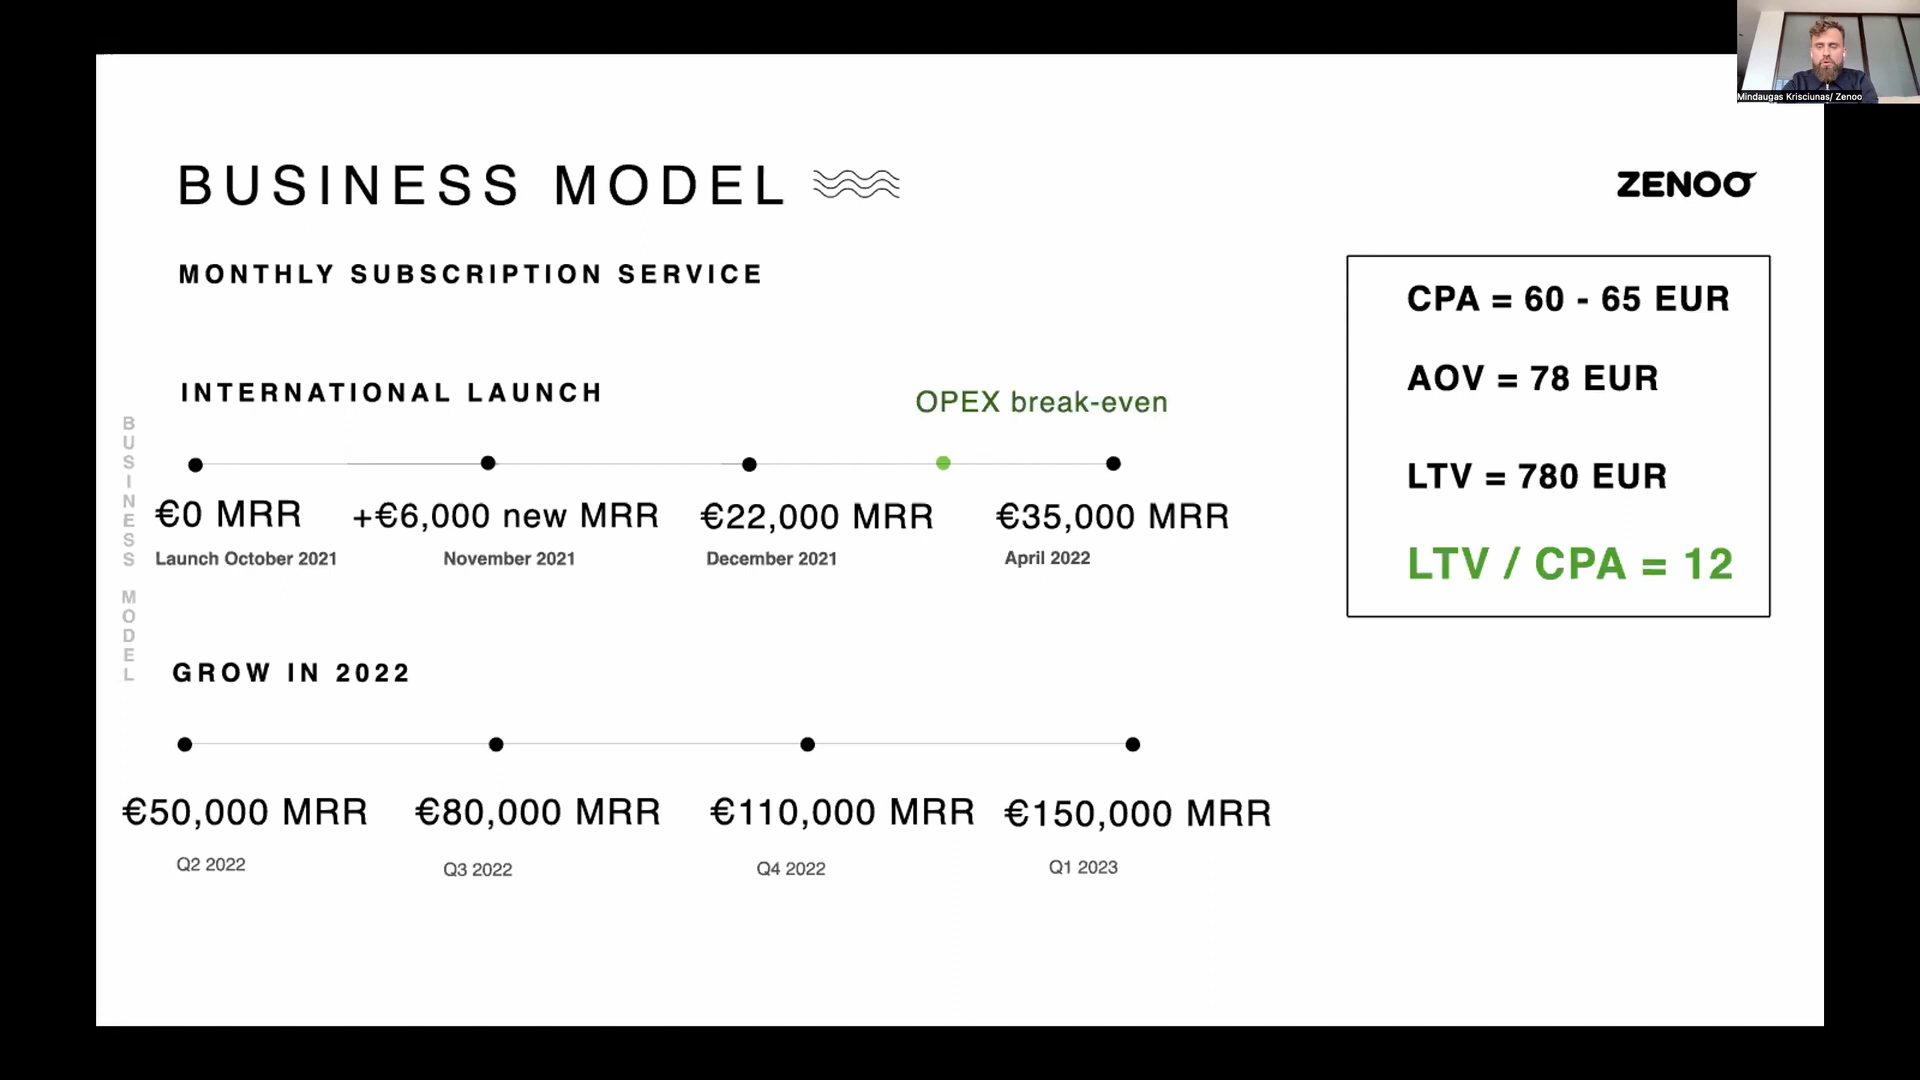 Mindaugas Krisciunas/ Zenoo
BUSINESS MODEL
ZENOO
MONTHLY SUBSCRIPTION SERVICE
CPA = 60 - 65 EUR
AOV = 78 EUR
LTV = 780 EUR
LTV / CPA = 12
INTERNATIONAL LAUNCH
OPEX break-even
€0 MRR
Launch October 2021
+€6,000 new MRR
November 2021
€22,000 MRR
December 2021
€35,000 MRR
April 2022
BUSINESS MODEL
GROW IN 2022
€50,000 MRR
Q2 2022
€80,000 MRR
Q3 2022
€110,000 MRR
Q4 2022
€150,000 MRR
Q1 2023